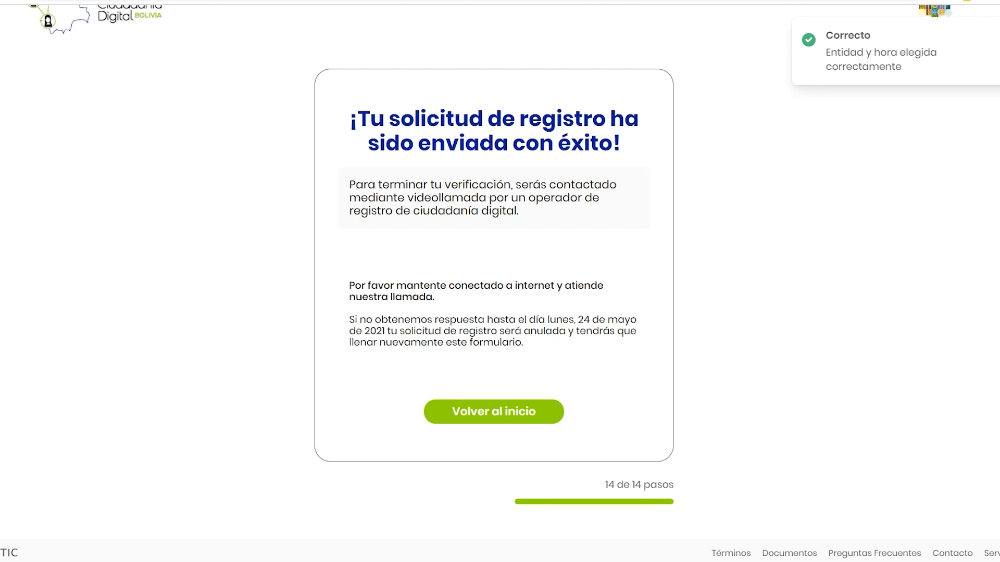 Digital BOLIVIA
Correcto
Entidad y hora elegida
correctamente
¡Tu solicitud de registro ha
sido enviada con éxito!
Para terminar tu verificación, serás contactado
mediante videollamada por un operador de
registro de ciudadanía digital.
Por favor mantente conectado a internet y atiende
nuestra llamada.
Si no obtenemos respuesta hasta el día lunes, 24 de mayo
de 2021 tu solicitud de registro será anulada y tendrás que
llenar nuevamente este formulario.
Volver al inicio
14 de 14 pasos
TIC
Términos Documentos Preguntas Frecuentes Contacto